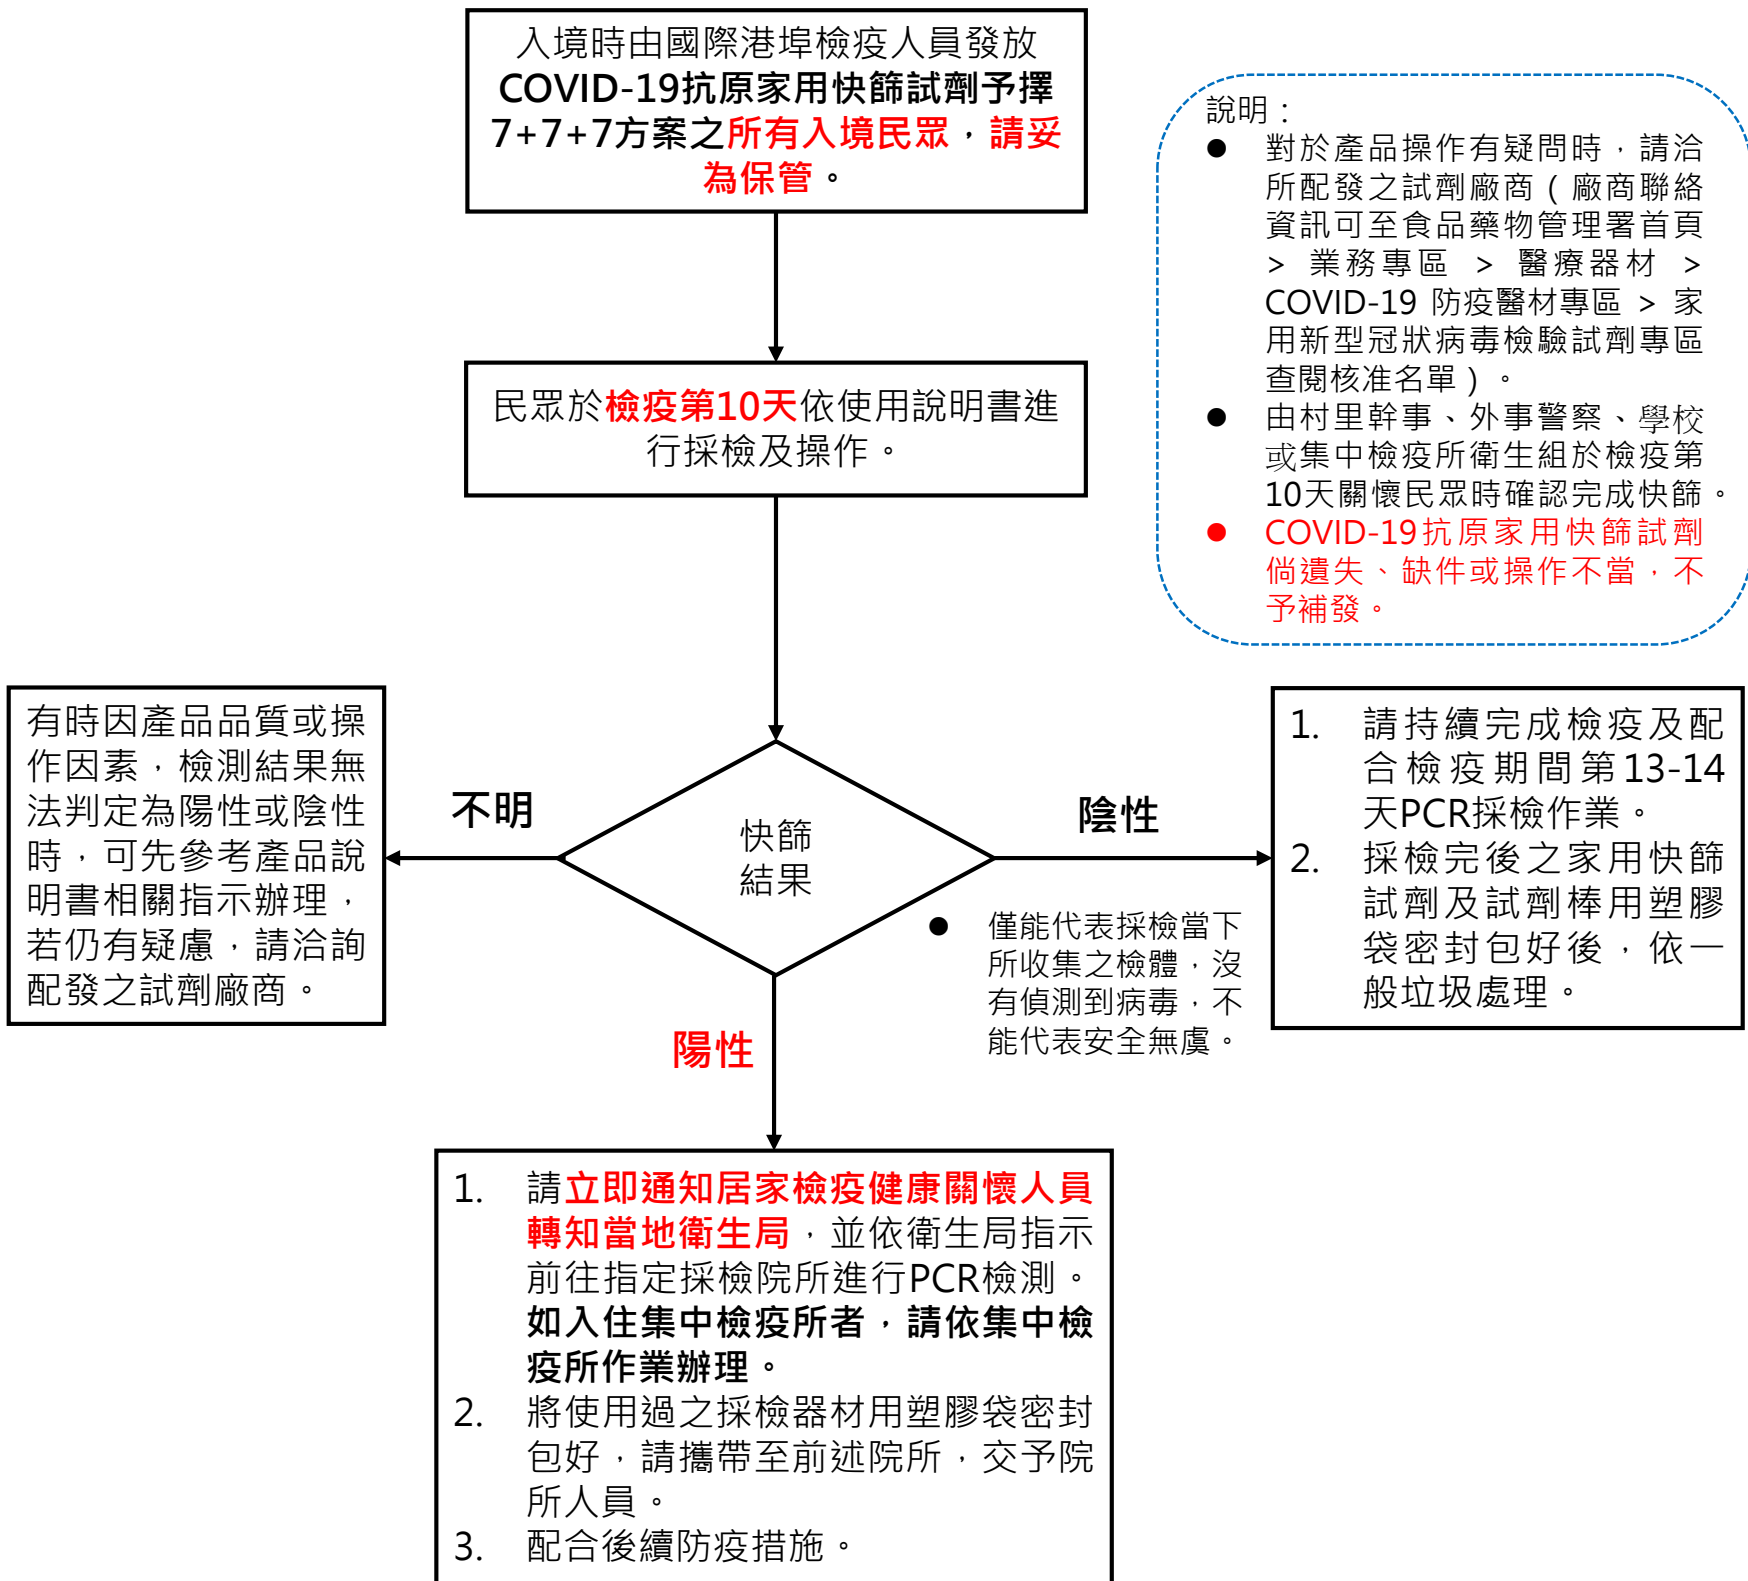 入境時由國際港埠檢疫人員發放
COVID-19抗原家用快篩試劑予擇
7+7+7方案之所有入境民眾，請妥
為保管。
說明：
● 對於產品操作有疑問時，請洽
所配發之試劑廠商（廠商聯絡
資訊可至食品藥物管理署首頁
> 業務專區 > 醫療器材 >
COVID-19 防疫醫材專區 > 家
用新型冠狀病毒檢驗試劑專區
查閱核准名單）。
● 由村里幹事、外事警察、學校
或集中檢疫所衛生組於檢疫第
10天關懷民眾時確認完成快篩。
● COVID-19抗原家用快篩試劑
倘遺失、缺件或操作不當，不
予補發。
民眾於檢疫第10天依使用說明書進
行採檢及操作。
有時因產品品質或操
作因素，檢測結果無
法判定為陽性或陰性
時，可先參考產品說
明書相關指示辦理，
若仍有疑慮，請洽詢
配發之試劑廠商。
不明
快篩
結果
陰性
● 僅能代表採檢當下
所收集之檢體，沒
有偵測到病毒，不
能代表安全無虞。
1. 請持續完成檢疫及配
合檢疫期間第13-14
天PCR採檢作業。
2. 採檢完後之家用快篩
試劑及試劑棒用塑膠
袋密封包好後，依一
般垃圾處理。
陽性
1. 請立即通知居家檢疫健康關懷人員
轉知當地衛生局，並依衛生局指示
前往指定採檢院所進行PCR檢測。
如入住集中檢疫所者，請依集中檢
疫所作業辦理。
2. 將使用過之採檢器材用塑膠袋密封
包好，請攜帶至前述院所，交予院
所人員。
3. 配合後續防疫措施。